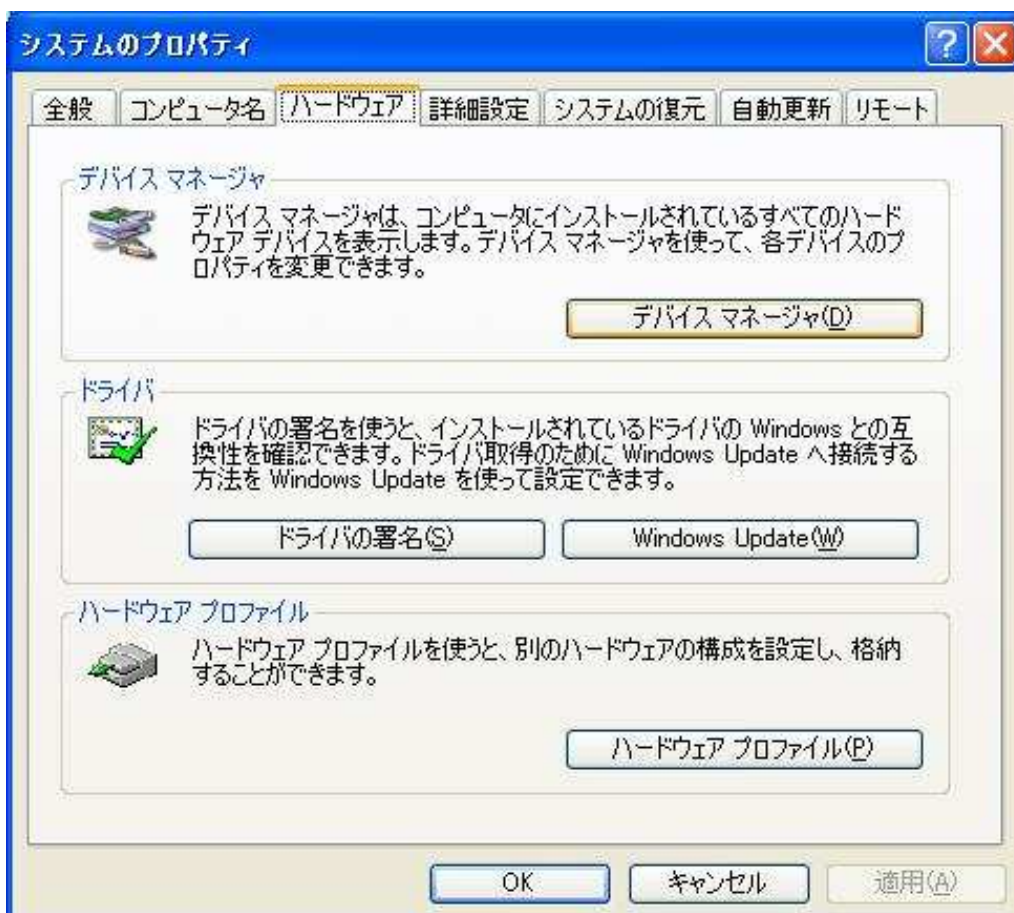 システムのプロパティ
全般 コンピュータ名 ハードウェア 詳細設定 システムの復元 自動更新 リモート
デバイス マネージャ
デバイス マネージャは、コンピュータにインストールされているすべてのハード
ウェア デバイスを表示します。デバイス マネージャを使って、各デバイスのプ
ロパティを変更できます。
デバイス マネージャ(D)
ドライバ
ドライバの署名を使うと、インストールされているドライバの Windows との互
換性を確認できます。ドライバ取得のために Windows Update へ接続する
方法を Windows Update を使って設定できます。
ドライバの署名(S) Windows Update(W)
ハードウェア プロファイル
ハードウェア プロファイルを使うと、別のハードウェアの構成を設定し、格納
することができます。
ハードウェア プロファイル(P)
OK キャンセル 適用(A)